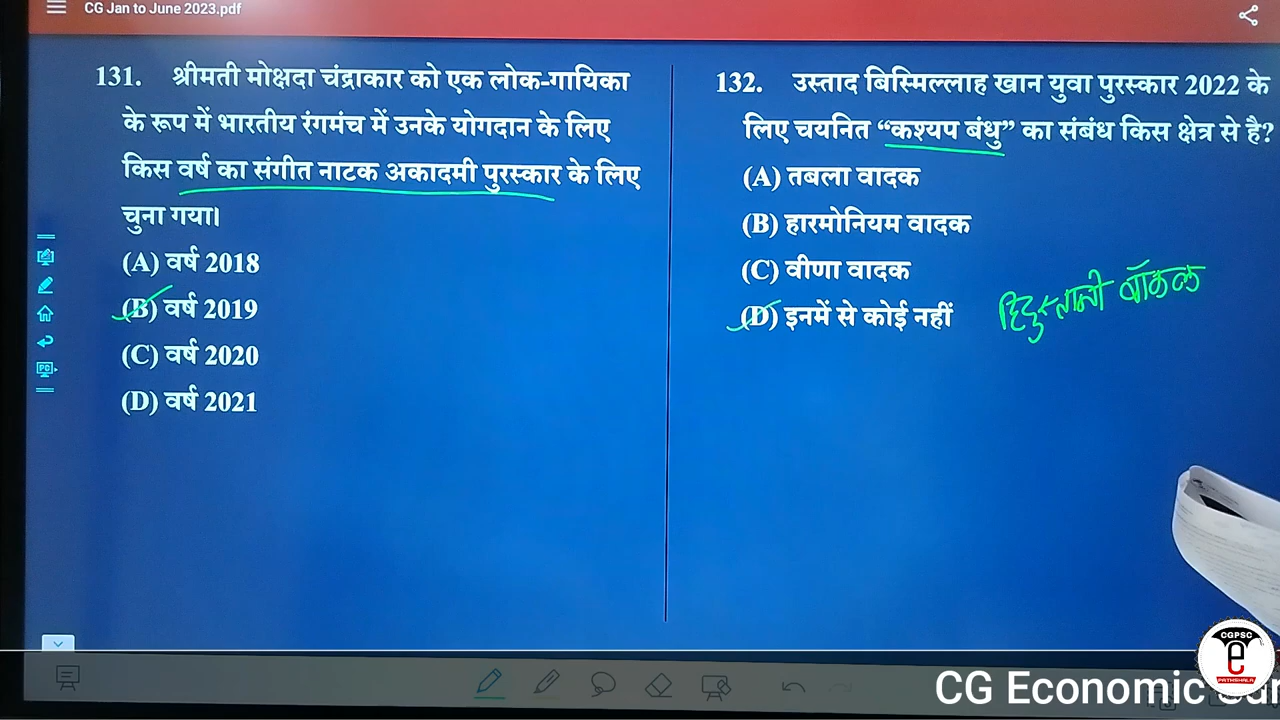 CG Jan to June 2023.pdf
131. श्रीमती मोक्षदा चंद्राकार को एक लोक-गायिका
के रूप में भारतीय रंगमंच में उनके योगदान के लिए
किस वर्ष का संगीत नाटक अकादमी पुरस्कार के लिए
चुना गया।
(A) वर्ष 2018
(B) वर्ष 2019
(C) वर्ष 2020
(D) वर्ष 2021
132. उस्ताद बिस्मिल्लाह खान युवा पुरस्कार 2022 के
लिए चयनित “कश्यप बंधु” का संबंध किस क्षेत्र से है?
(A) तबला वादक
(B) हारमोनियम वादक
(C) वीणा वादक
(D) इनमें से कोई नहीं
हिंदुस्तानी वॉकल
PC
CGPSC
e
PATHSHALA
CG Economic